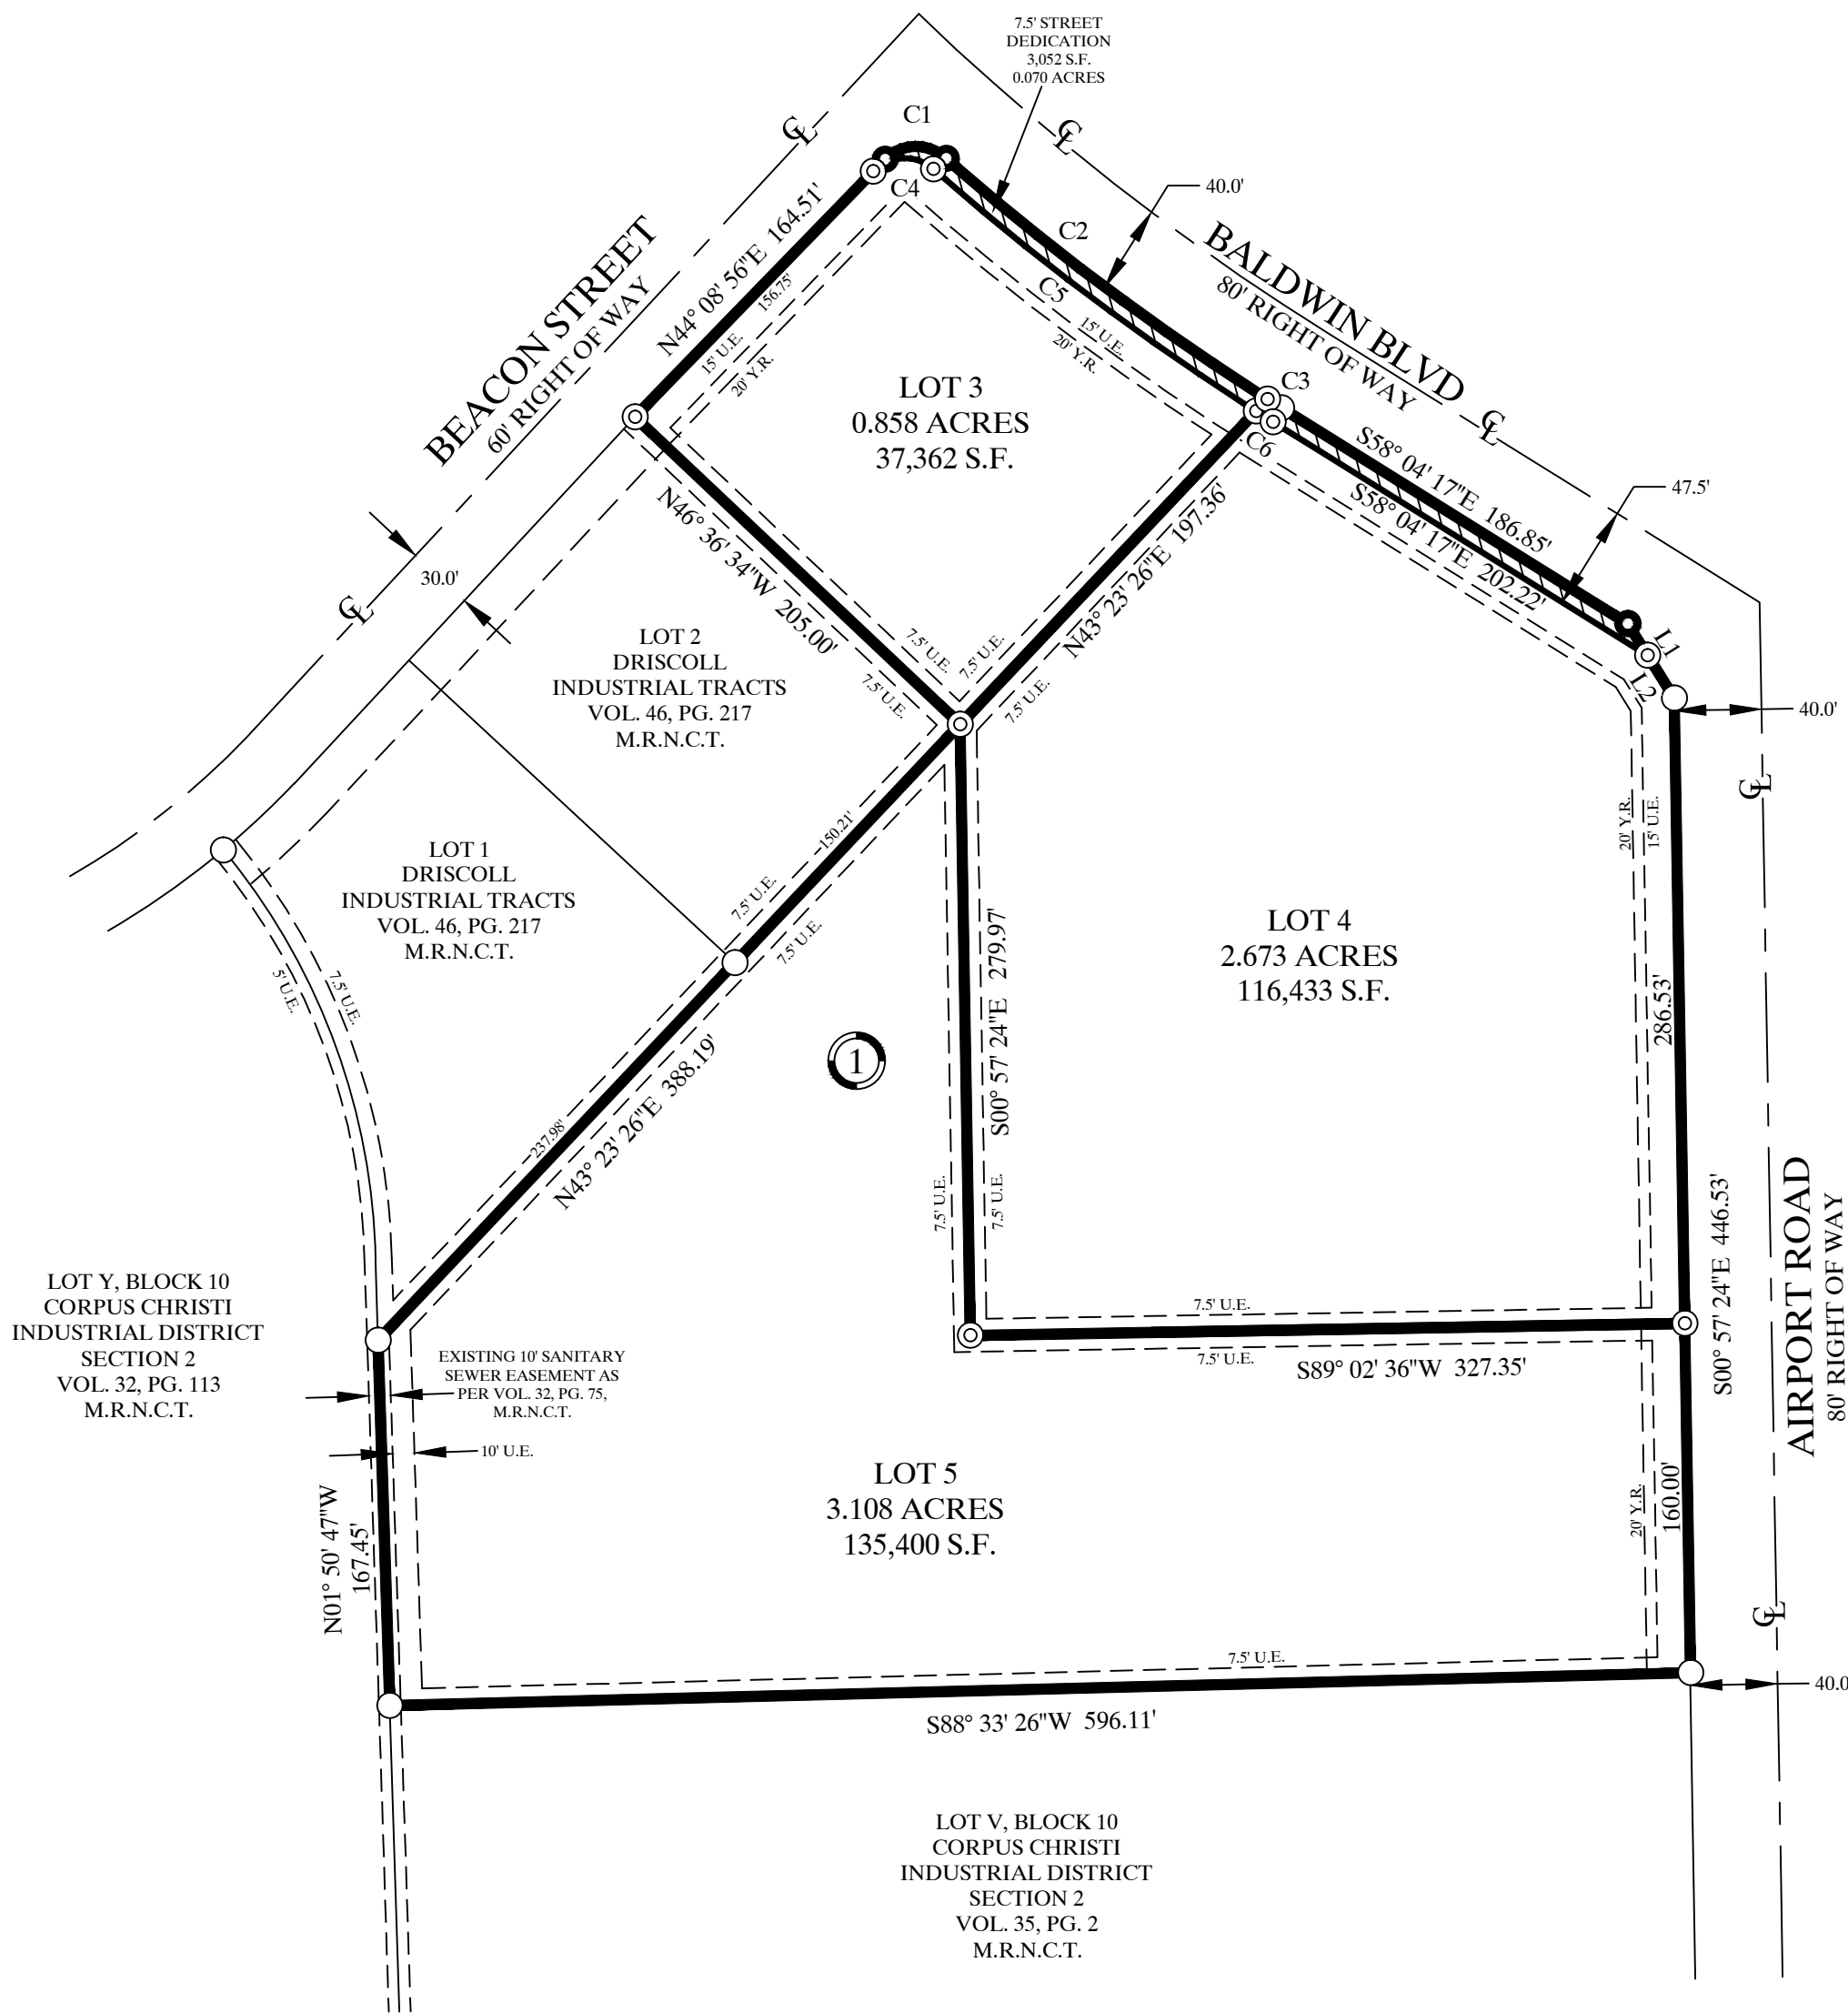 7.5' STREET
DEDICATION
3,052 S.F.
0.070 ACRES
C1
℄
℄
40.0'
C4
C2
BEACON STREET
60' RIGHT OF WAY
N44° 08' 56"E 164.51'
156.75'
15' U.E.
20' Y.R.
C5
15' U.E.
20' Y.R.
BALDWIN BLVD
80' RIGHT OF WAY
℄
C3
C6
LOT 3
0.858 ACRES
37,362 S.F.
S58° 04' 17"E 186.85'
S58° 04' 17"E 202.22'
47.5'
N46° 36' 34"W 205.00'
N43° 23' 26"E 197.36'
7.5' U.E.
7.5' U.E.
7.5' U.E.
7.5' U.E.
30.0'
℄
L1
L2
40.0'
℄
LOT 2
DRISCOLL
INDUSTRIAL TRACTS
VOL. 46, PG. 217
M.R.N.C.T.
LOT 1
DRISCOLL
INDUSTRIAL TRACTS
VOL. 46, PG. 217
M.R.N.C.T.
150.21'
7.5' U.E.
7.5' U.E.
20' Y.R.
15' U.E.
LOT 4
2.673 ACRES
116,433 S.F.
5' U.E.
7.5' U.E.
S00° 57' 24"E 279.97'
286.53'
1
237.98'
N43° 23' 26"E 388.19'
7.5' U.E.
7.5' U.E.
S00° 57' 24"E 446.53'
AIRPORT ROAD
80' RIGHT OF WAY
LOT Y, BLOCK 10
CORPUS CHRISTI
INDUSTRIAL DISTRICT
SECTION 2
VOL. 32, PG. 113
M.R.N.C.T.
EXISTING 10' SANITARY
SEWER EASEMENT AS
PER VOL. 32, PG. 75,
M.R.N.C.T.
7.5' U.E.
7.5' U.E.
S89° 02' 36"W 327.35'
10' U.E.
LOT 5
3.108 ACRES
135,400 S.F.
N01° 50' 47"W
167.45'
20' Y.R.
160.00'
℄
7.5' U.E.
40.0
S88° 33' 26"W 596.11'
LOT V, BLOCK 10
CORPUS CHRISTI
INDUSTRIAL DISTRICT
SECTION 2
VOL. 35, PG. 2
M.R.N.C.T.